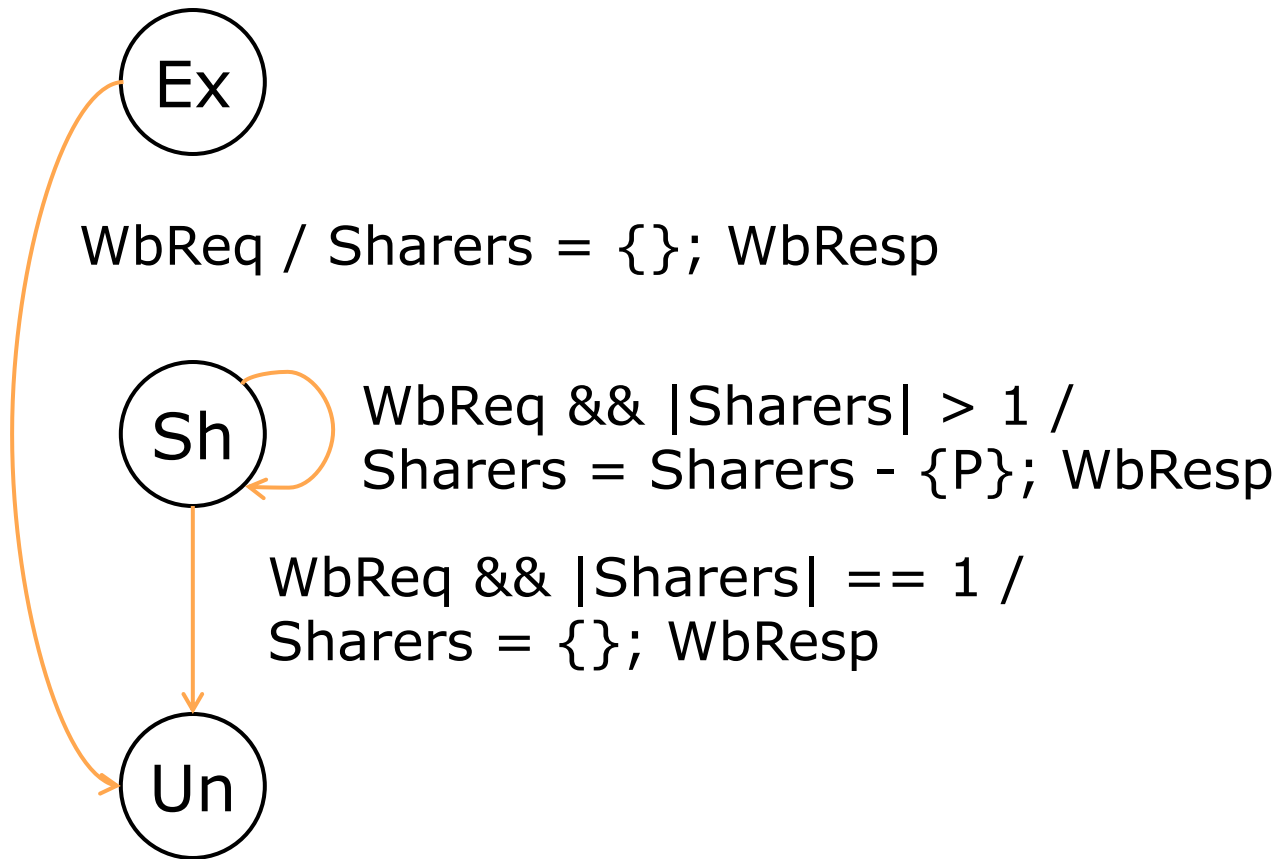 Ex
WbReq / Sharers = {}; WbResp
Sh
WbReq && |Sharers| > 1 /
Sharers = Sharers - {P}; WbResp
WbReq && |Sharers| == 1 /
Sharers = {}; WbResp
Un